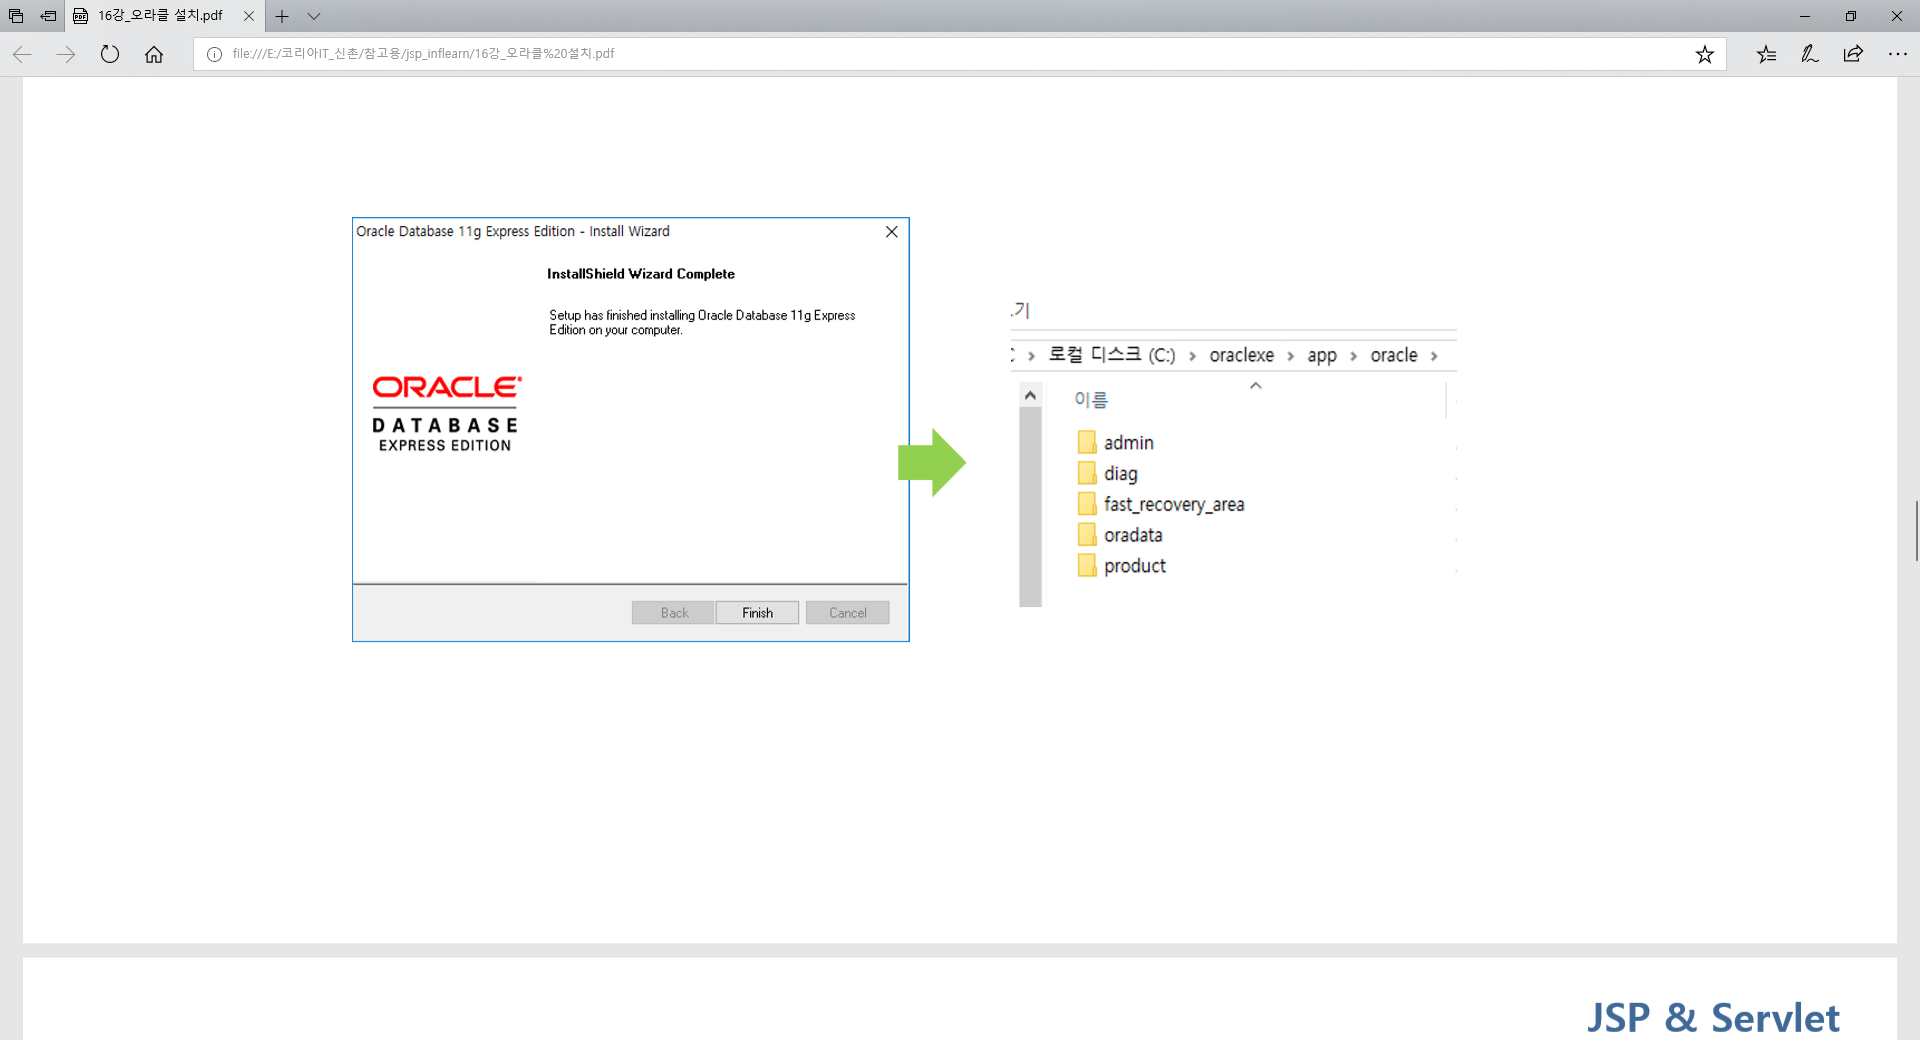 16강_오라클 설치.pdf
file:///E:/코리아IT_신촌/참고용/jsp_inflearn/16강_오라클%20설치.pdf
Oracle Database 11g Express Edition - Install Wizard
InstallShield Wizard Complete
Setup has finished installing Oracle Database 11g Express
Edition on your computer.
ORACLE
DATABASE
EXPRESS EDITION
Back
Finish
Cancel
기
로컬 디스크 (C:) > oraclexe > app > oracle >
이름
admin
diag
fast_recovery_area
oradata
product
JSP & Servlet